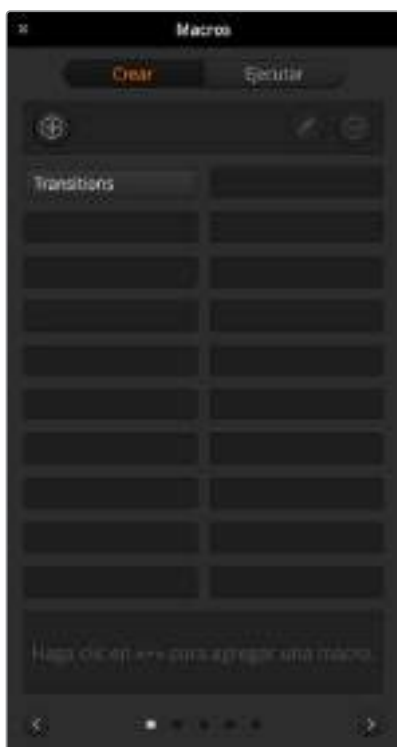 Macros
Crear
Ejecutar
Transitions
Haga clic en «+» para agregar una macro.